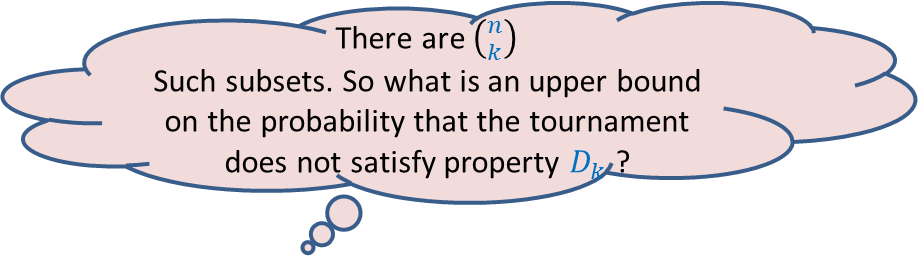 There are $\binom{n}{k}$
Such subsets. So what is an upper bound
on the probability that the tournament
does not satisfy property $D_k$ ?